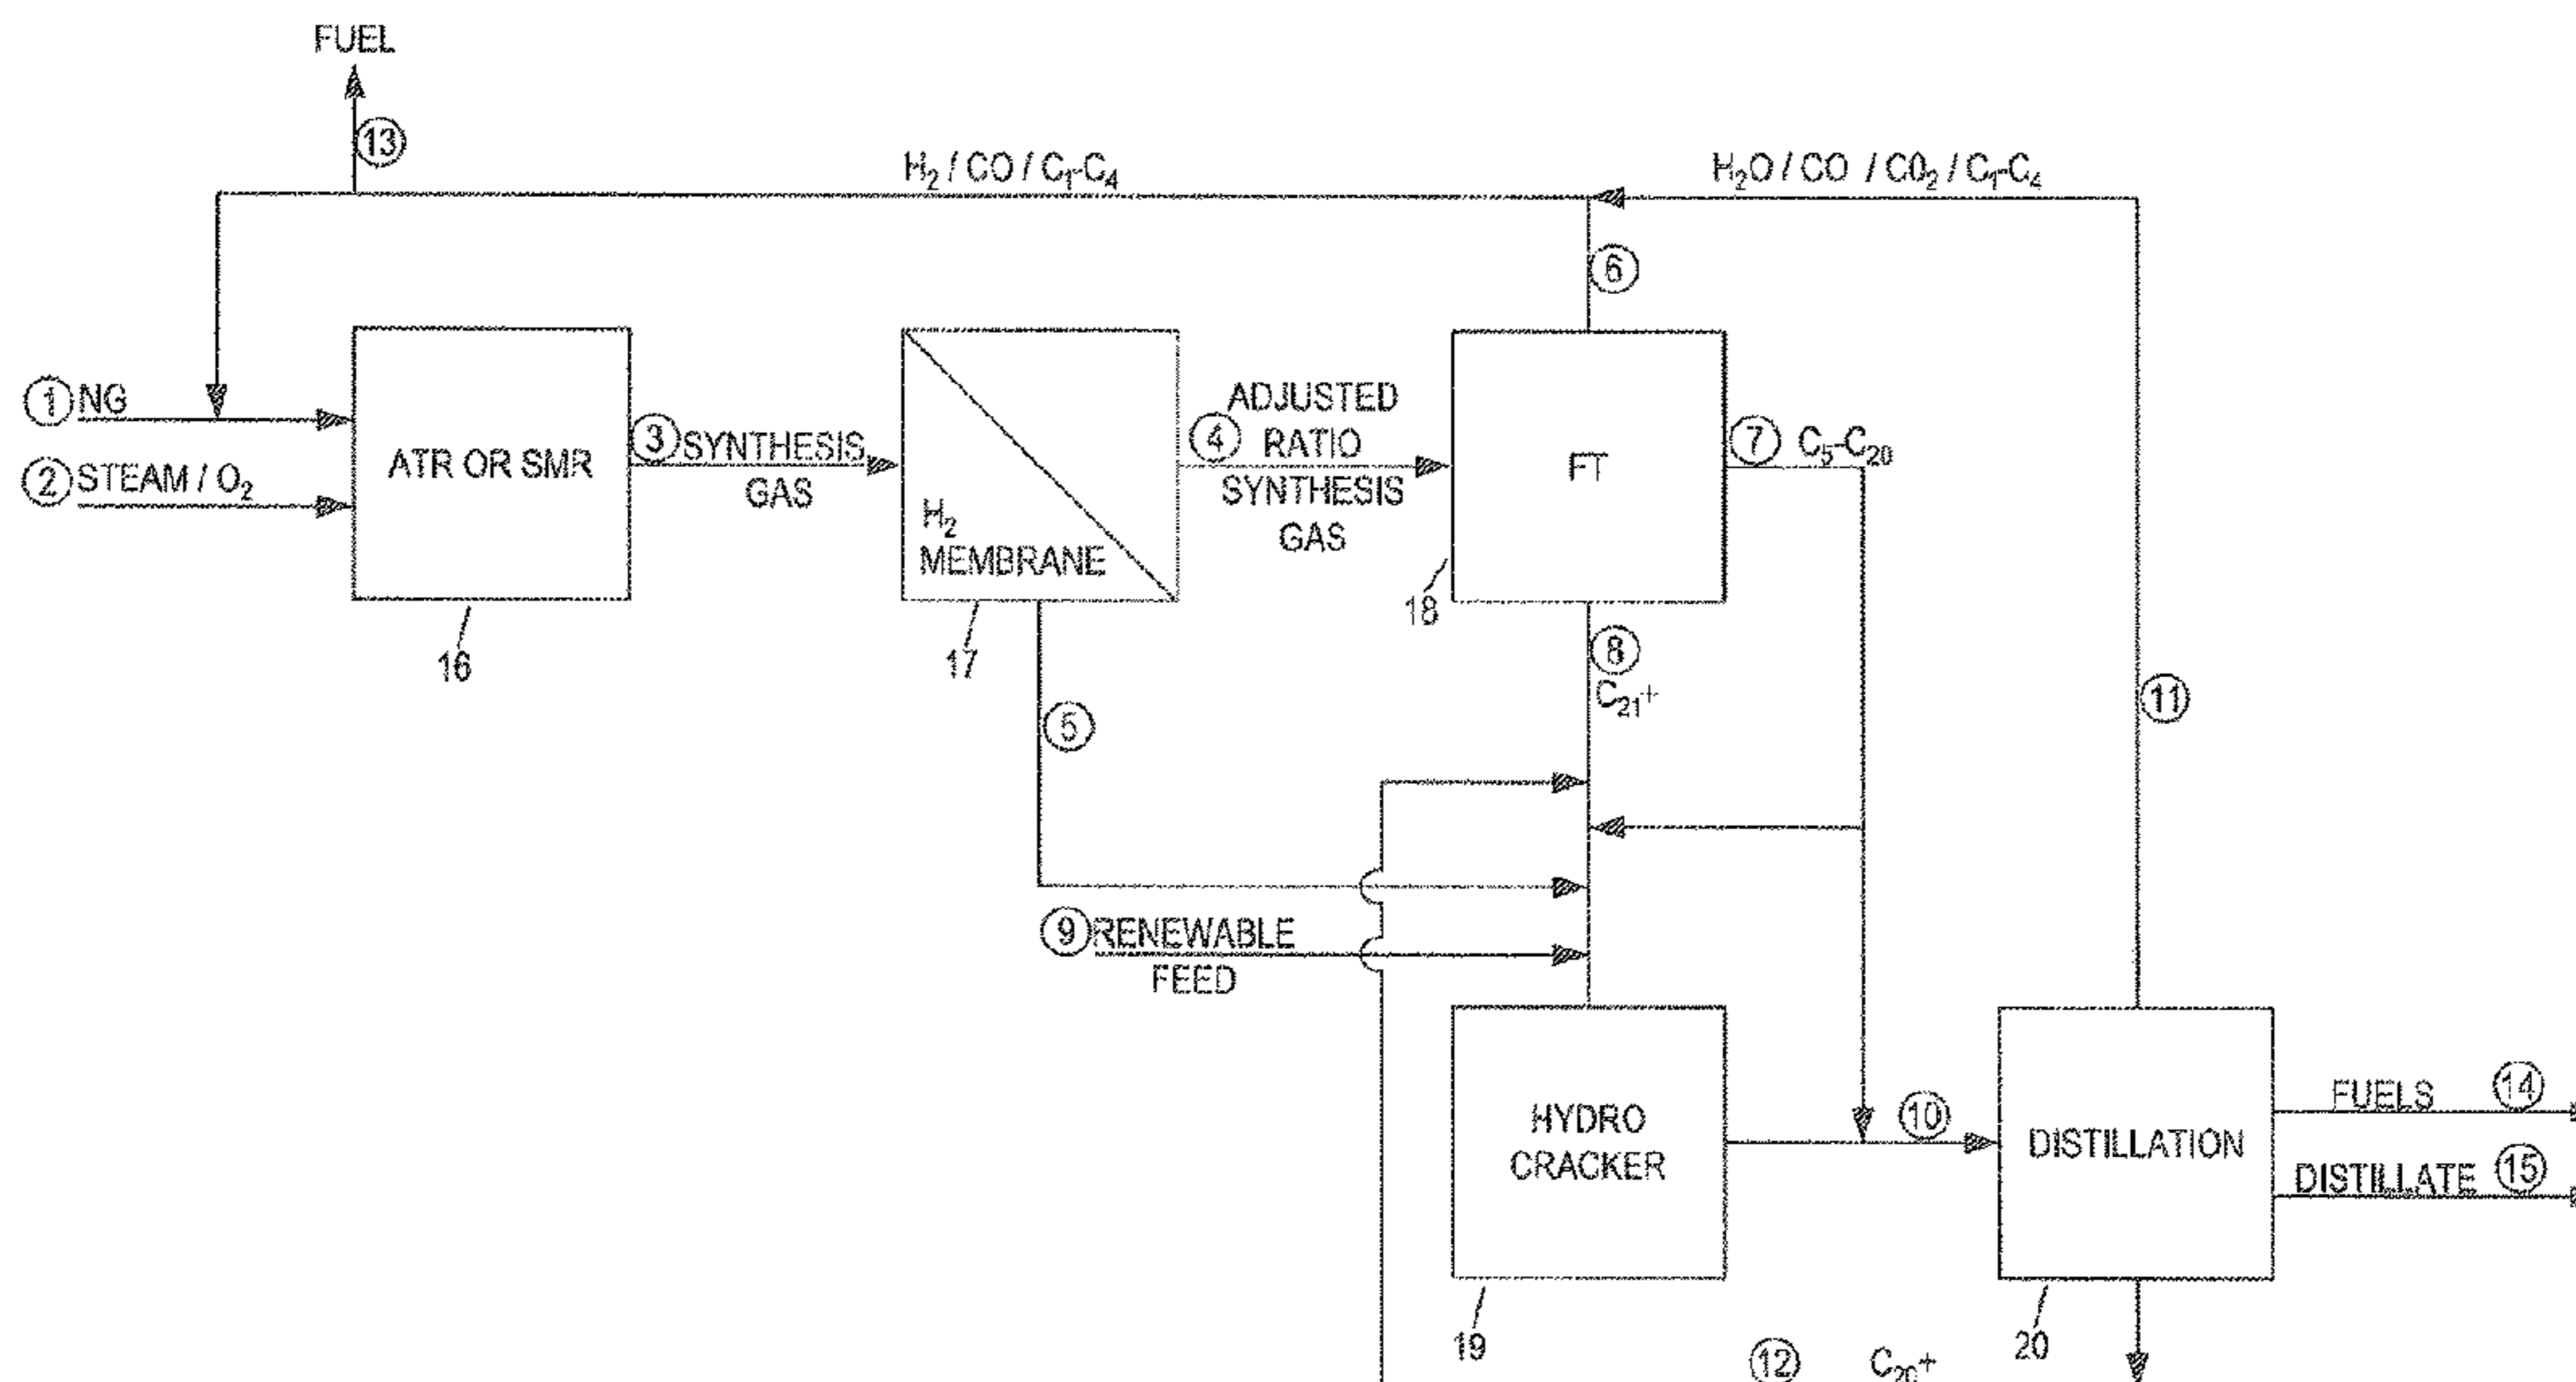 FUEL
13
H₂ / CO / C₁-C₄
H₂O / CO / CO₂ / C₁-C₄
6
1 NG
2 STEAM / O₂
ATR OR SMR
16
3 SYNTHESIS
GAS
H₂
MEMBRANE
17
4 ADJUSTED
RATIO
SYNTHESIS
GAS
FT
18
7 C₅-C₂₀
8
C₂₁+
5
11
9 RENEWABLE
FEED
HYDRO
CRACKER
19
10
DISTILLATION
20
FUELS 14
DISTILLATE 15
12 C₂₀+